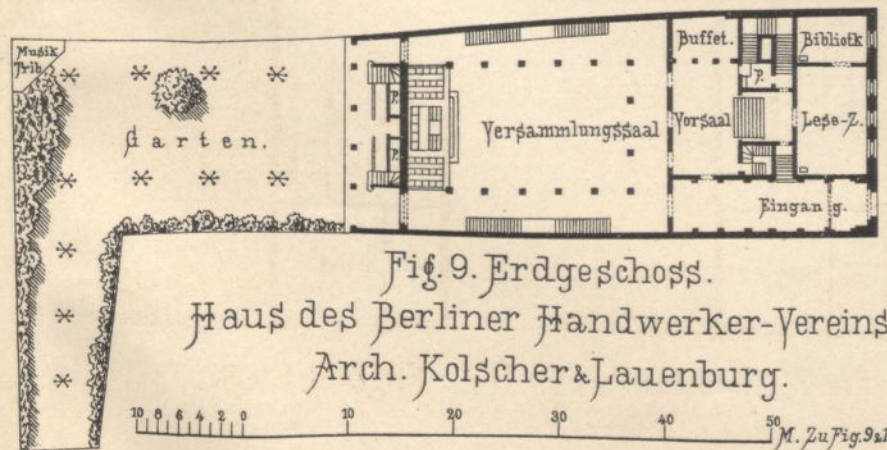 Musik
Trib.
Garten.
P.
P.
Versammlungssaal
Buffet.
P.
Vorsaal
Bibliotk
Lese-Z.
Eingang.
Fig. 9. Erdgeschoss.
Haus des Berliner Handwerker-Vereins
Arch. Kolscher & Lauenburg.
10 8 6 4 2 0 10 20 30 40 50 M. Zu Fig. 9